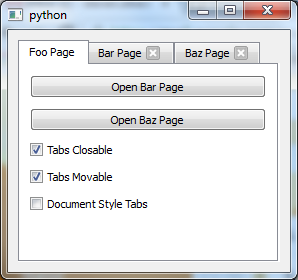 python
Foo Page Bar Page Baz Page
Open Bar Page
Open Baz Page
Tabs Closable
Tabs Movable
Document Style Tabs